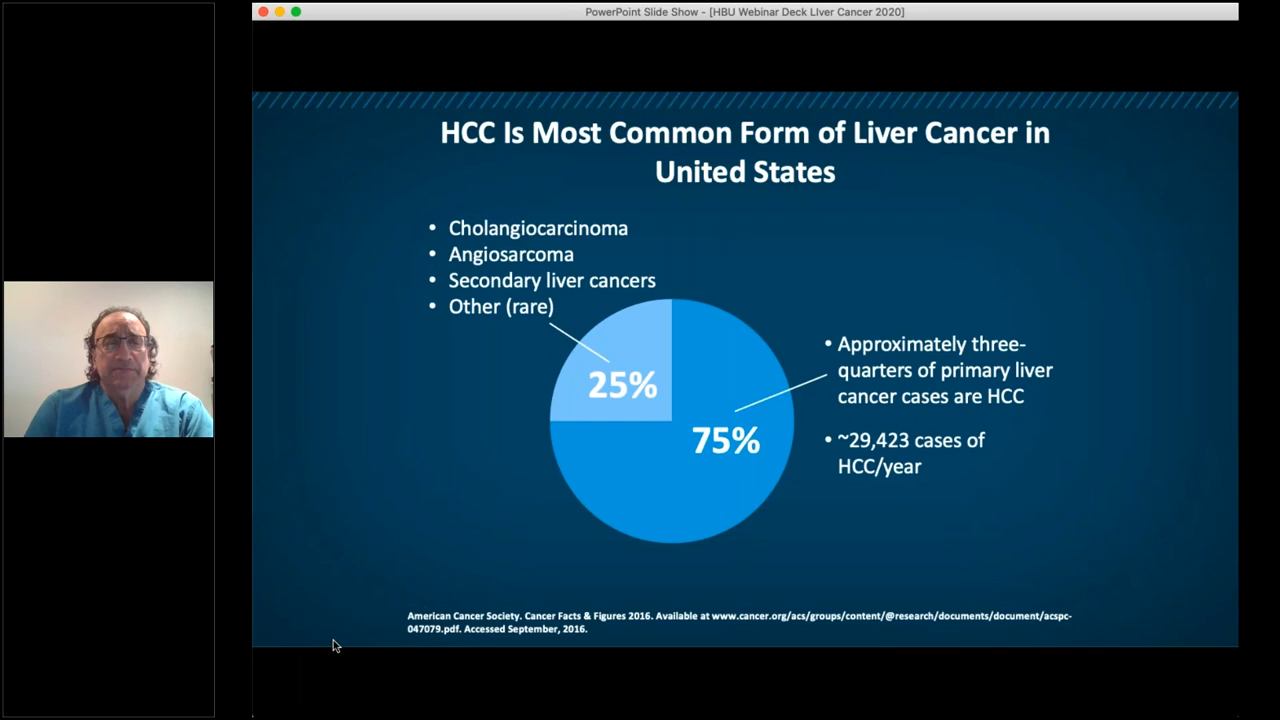 PowerPoint Slide Show - [HBU Webinar Deck LIver Cancer 2020]
HCC Is Most Common Form of Liver Cancer in
United States
• Cholangiocarcinoma
• Angiosarcoma
• Secondary liver cancers
• Other (rare)
25%
75%
• Approximately three-
quarters of primary liver
cancer cases are HCC
• ~29,423 cases of
HCC/year
American Cancer Society. Cancer Facts & Figures 2016. Available at www.cancer.org/acs/groups/content/@research/documents/document/acspc-
047079.pdf. Accessed September, 2016.